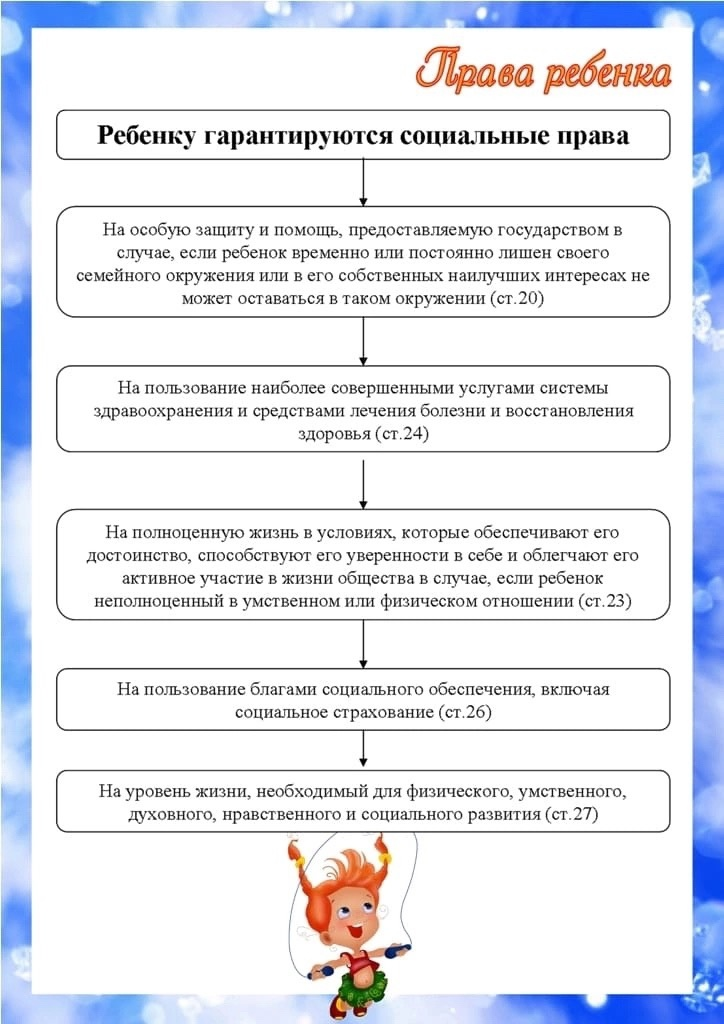 Права ребенка
Ребенку гарантируются социальные права
На особую защиту и помощь, предоставляемую государством в
случае, если ребенок временно или постоянно лишен своего
семейного окружения или в его собственных наилучших интересах не
может оставаться в таком окружении (ст.20)
На пользование наиболее совершенными услугами системы
здравоохранения и средствами лечения болезни и восстановления
здоровья (ст.24)
На полноценную жизнь в условиях, которые обеспечивают его
достоинство, способствуют его уверенности в себе и облегчают его
активное участие в жизни общества в случае, если ребенок
неполноценный в умственном или физическом отношении (ст.23)
На пользование благами социального обеспечения, включая
социальное страхование (ст.26)
На уровень жизни, необходимый для физического, умственного,
духовного, нравственного и социального развития (ст.27)